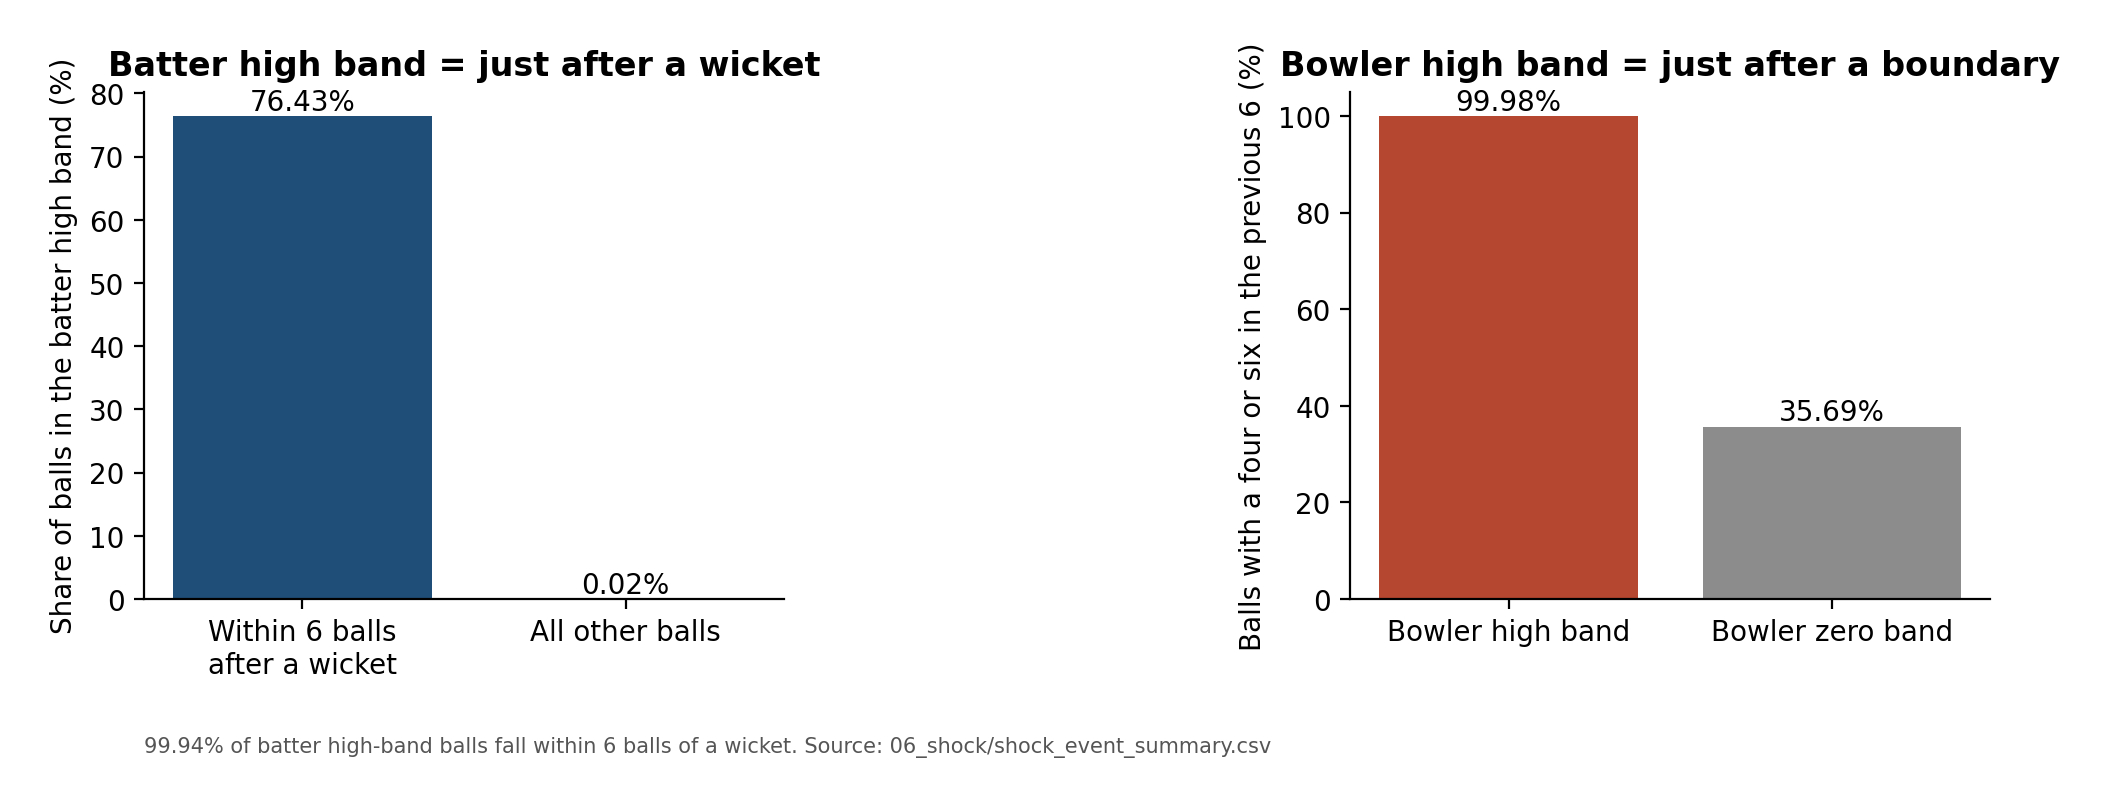 Batter high band = just after a wicket
Share of balls in the batter high band (%)
80
70
60
50
40
30
20
10
0
76.43%
0.02%
Within 6 balls
after a wicket
All other balls
Bowler high band = just after a boundary
Balls with a four or six in the previous 6 (%)
100
80
60
40
20
0
99.98%
35.69%
Bowler high band
Bowler zero band
99.94% of batter high-band balls fall within 6 balls of a wicket. Source: 06_shock/shock_event_summary.csv